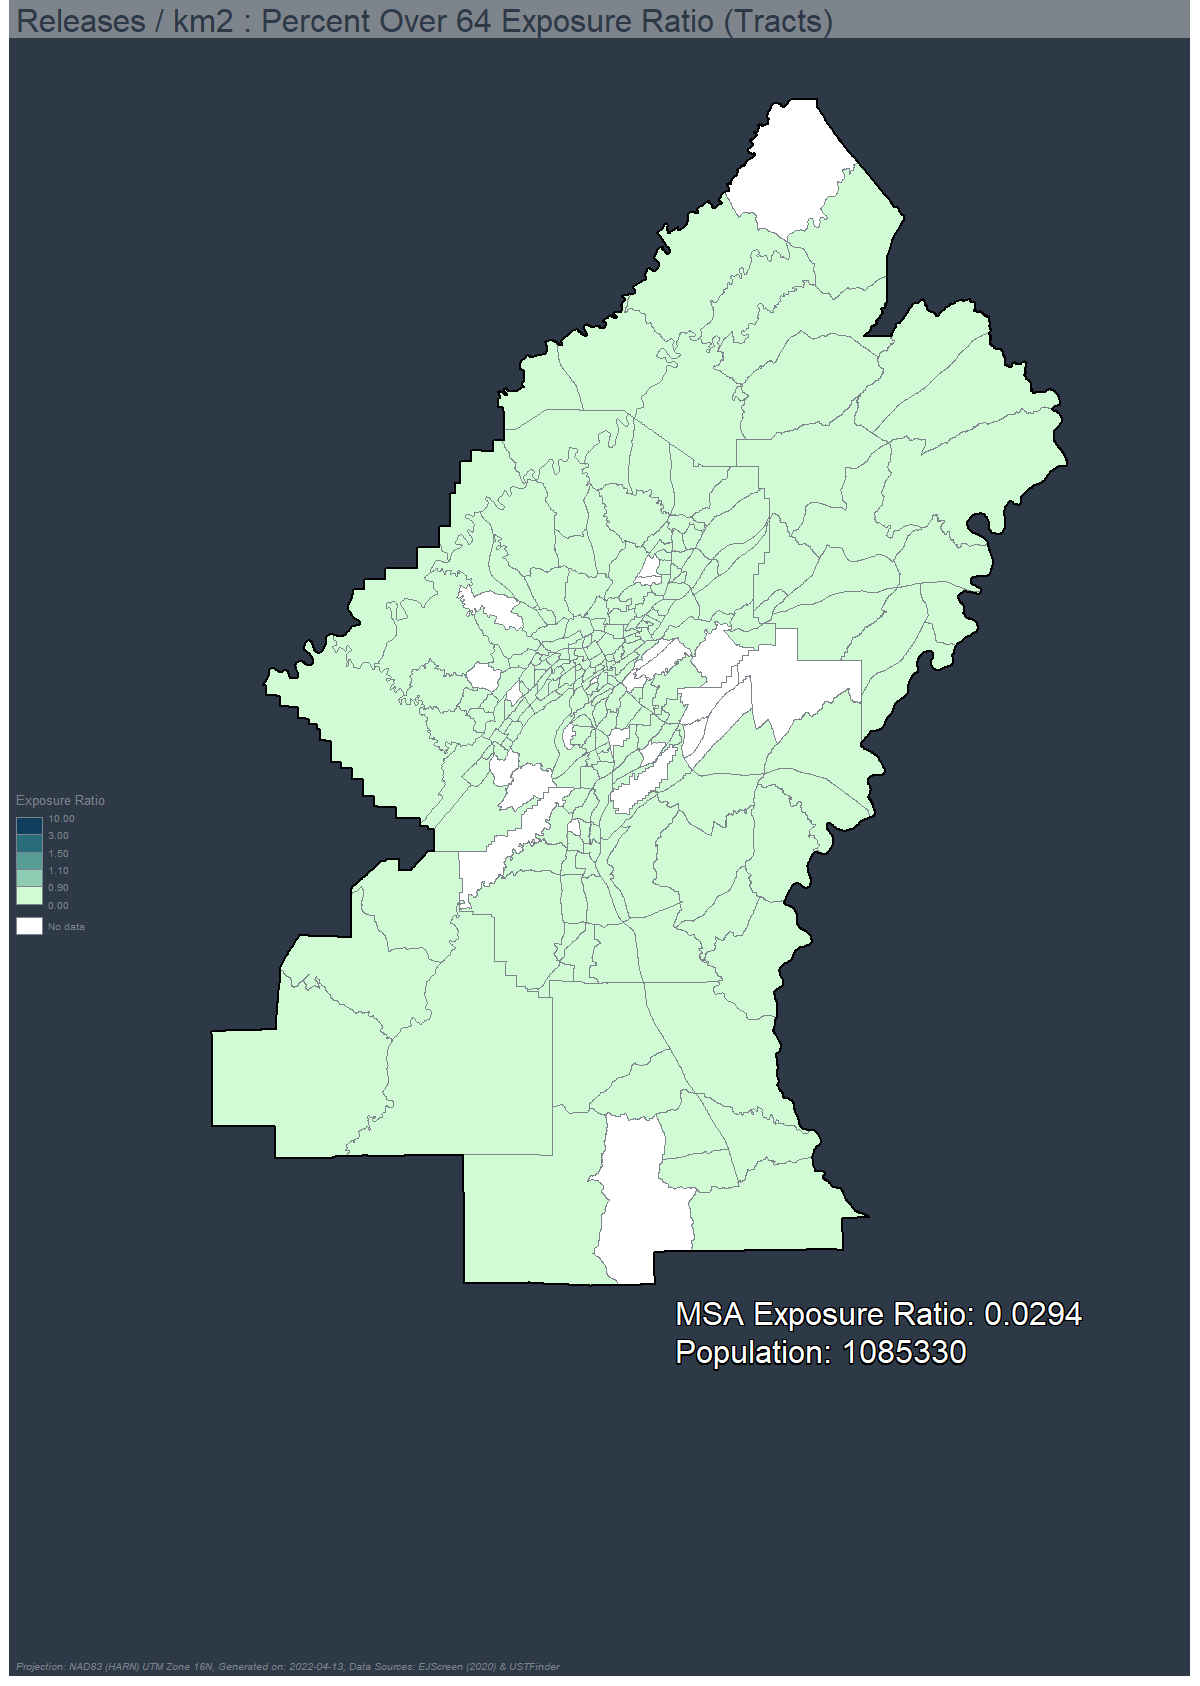 Releases / km2 : Percent Over 64 Exposure Ratio (Tracts)
Exposure Ratio
10.00
3.00
1.50
1.10
0.90
0.00
No data
MSA Exposure Ratio: 0.0294
Population: 1085330
Projection: NAD83 (HARN) UTM Zone 16N, Generated on: 2022-04-13, Data Sources: EJScreen (2020) & USTFinder